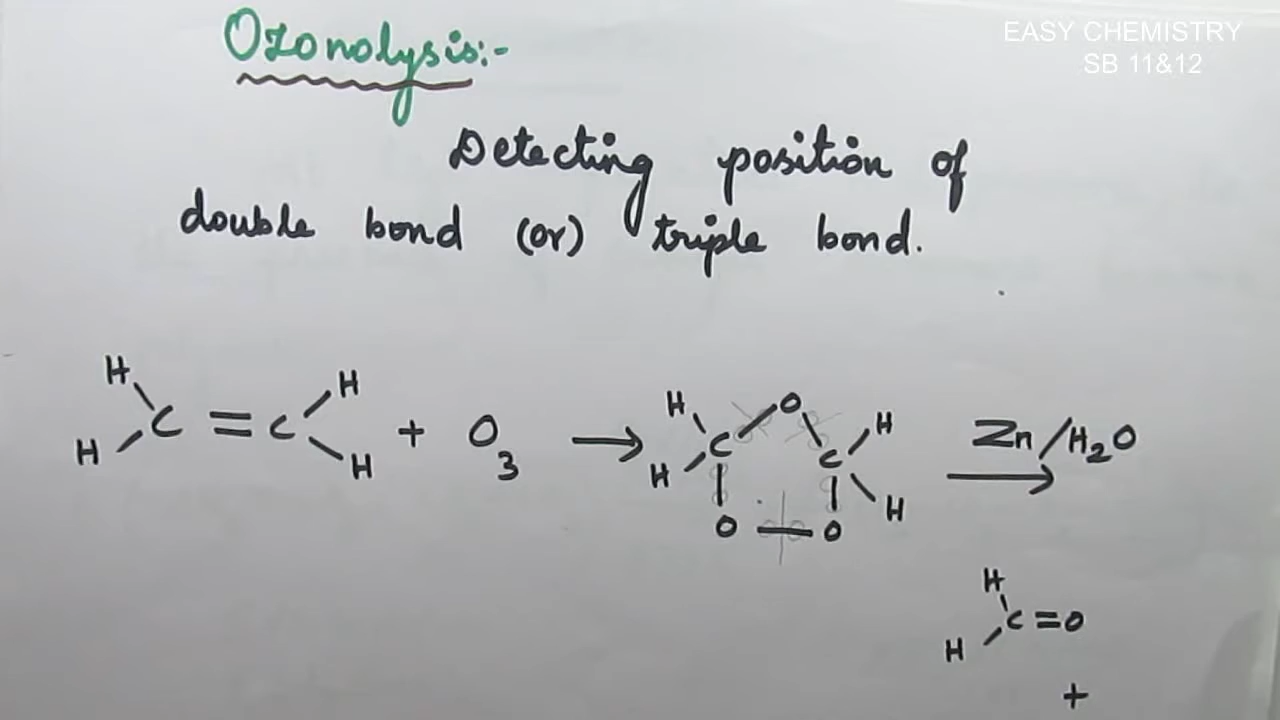 EASY CHEMISTRY
SB 11&12
Ozonolysis:-
Detecting position of
double bond (or) triple bond.
H H H O H
C = C + O3 → C C Zn/H2O
H H H H
O — O
H
C=O
H
+